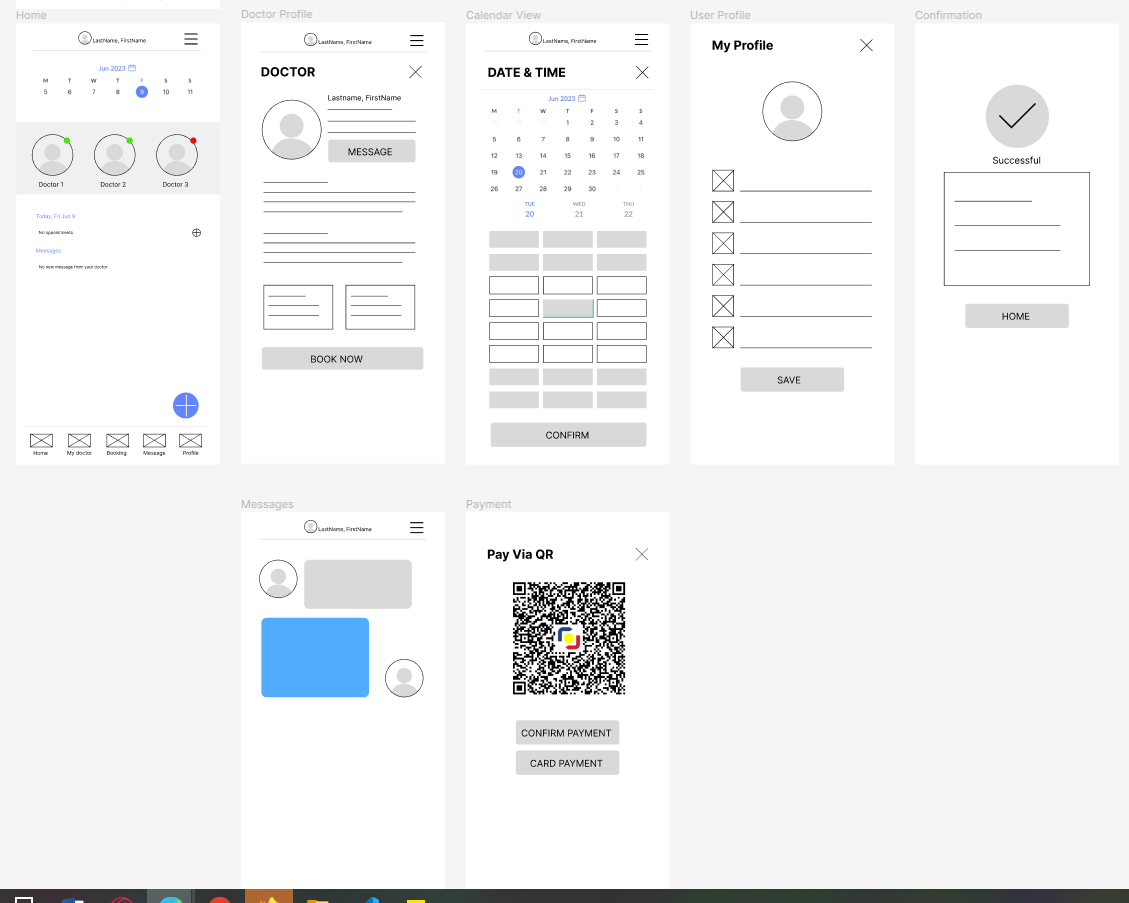 Home
LastName, FirstName
Jun 2023
M T W T F S S
5 6 7 8 9 10 11
Doctor 1 Doctor 2 Doctor 3
Today, Fri Jun 9
No appointments
Messages
No new message from your doctor
Home My doctor Booking Message Profile
Doctor Profile
LastName, FirstName
DOCTOR
Lastname, FirstName
MESSAGE
BOOK NOW
Calendar View
LastName, FirstName
DATE & TIME
Jun 2023
M T W T F S S
1 2 3 4
5 6 7 8 9 10 11
12 13 14 15 16 17 18
19 20 21 22 23 24 25
26 27 28 29 30
TUE WED THU
20 21 22
CONFIRM
User Profile
My Profile
SAVE
Confirmation
Successful
HOME
Messages
LastName, FirstName
Payment
Pay Via QR
CONFIRM PAYMENT
CARD PAYMENT